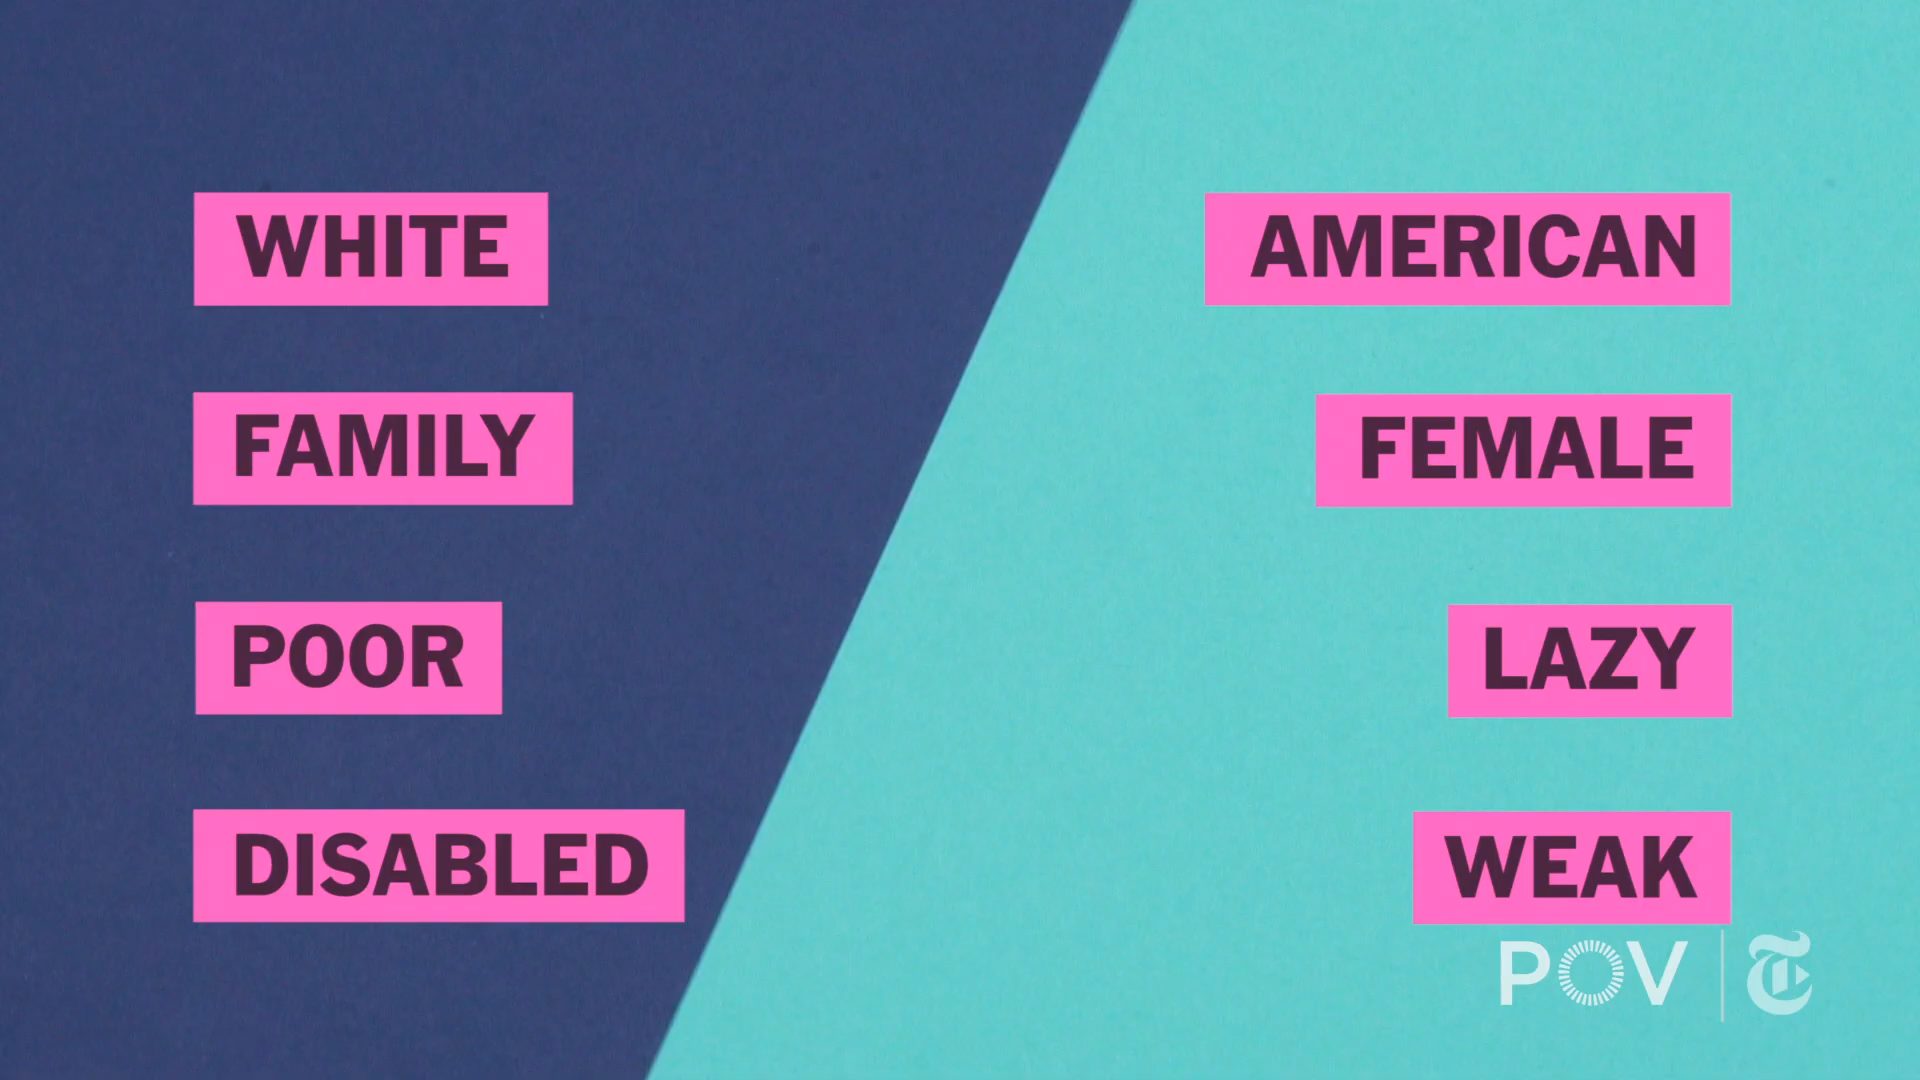 WHITE
AMERICAN
FAMILY
FEMALE
POOR
LAZY
DISABLED
WEAK
POV
T